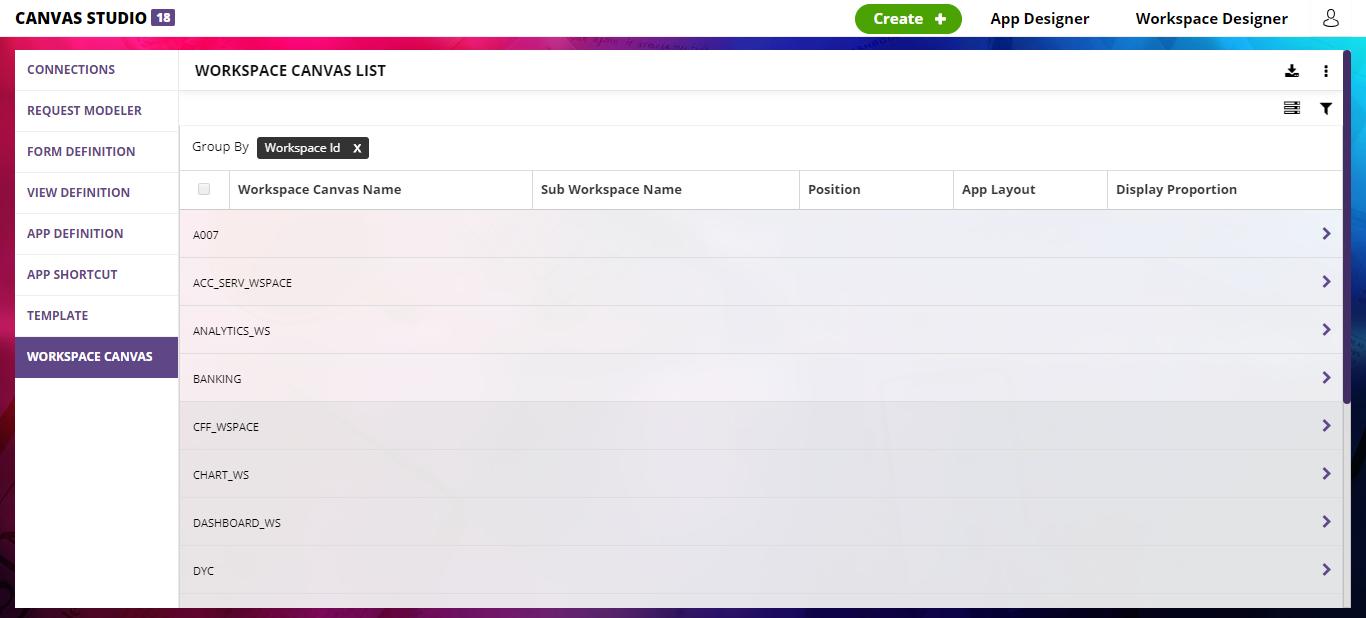 CANVAS STUDIO 18
Create + App Designer Workspace Designer
CONNECTIONS
REQUEST MODELER
FORM DEFINITION
VIEW DEFINITION
APP DEFINITION
APP SHORTCUT
TEMPLATE
WORKSPACE CANVAS
WORKSPACE CANVAS LIST
Group By Workspace Id X
Workspace Canvas Name Sub Workspace Name Position App Layout Display Proportion
A007
ACC_SERV_WSPACE
ANALYTICS_WS
BANKING
CFF_WSPACE
CHART_WS
DASHBOARD_WS
DYC